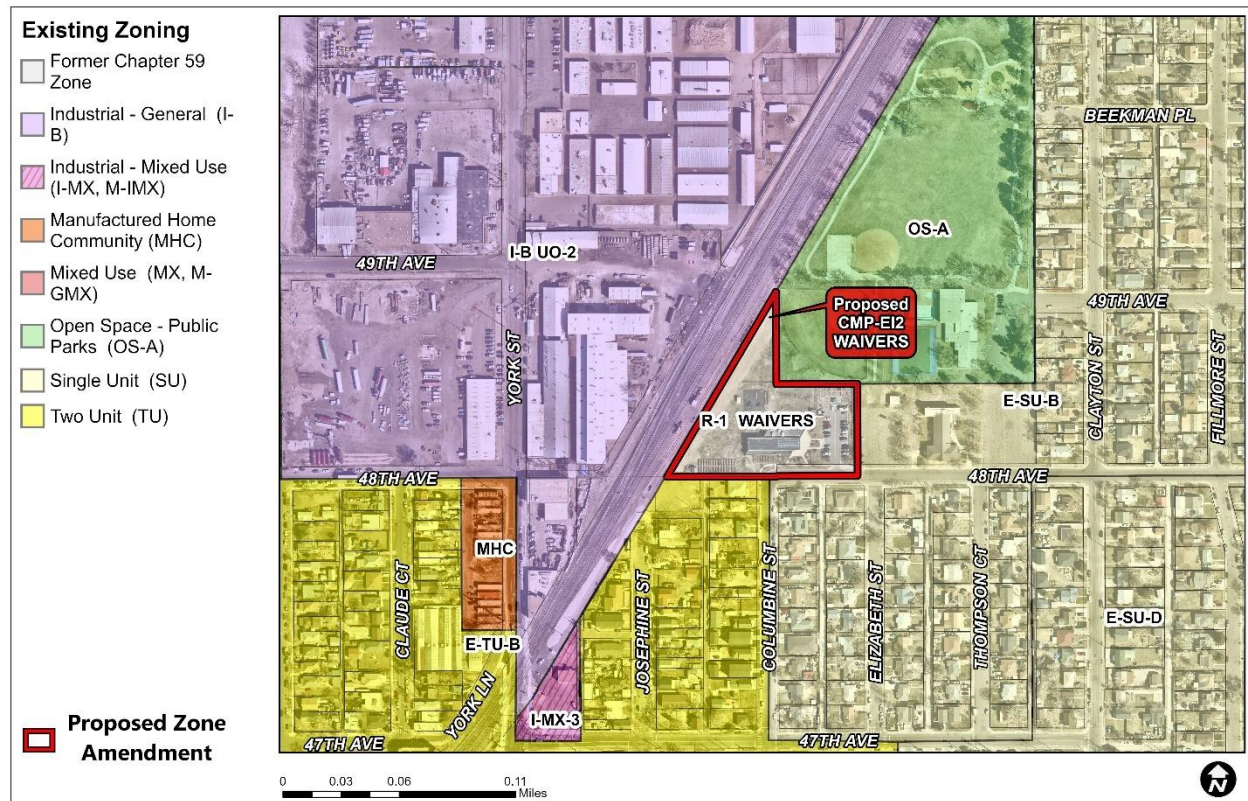 Existing Zoning
Former Chapter 59
Zone
Industrial - General (I-
B)
Industrial - Mixed Use
(I-MX, M-IMX)
Manufactured Home
Community (MHC)
Mixed Use (MX, M-
GMX)
Open Space - Public
Parks (OS-A)
Single Unit (SU)
Two Unit (TU)
Proposed Zone
Amendment
BEEKMAN PL
OS-A
I-B UO-2
49TH AVE
49TH AVE
Proposed
CMP-EI2
WAIVERS
YORK ST
CLAYTON ST
FILLMORE ST
E-SU-B
R-1 WAIVERS
48TH AVE
48TH AVE
MHC
CLAUDE CT
E-TU-B
YORK LN
JOSEPHINE ST
COLUMBINE ST
ELIZABETH ST
THOMPSON CT
E-SU-D
I-MX-3
47TH AVE
47TH AVE
0 0.03 0.06 0.11
Miles
N